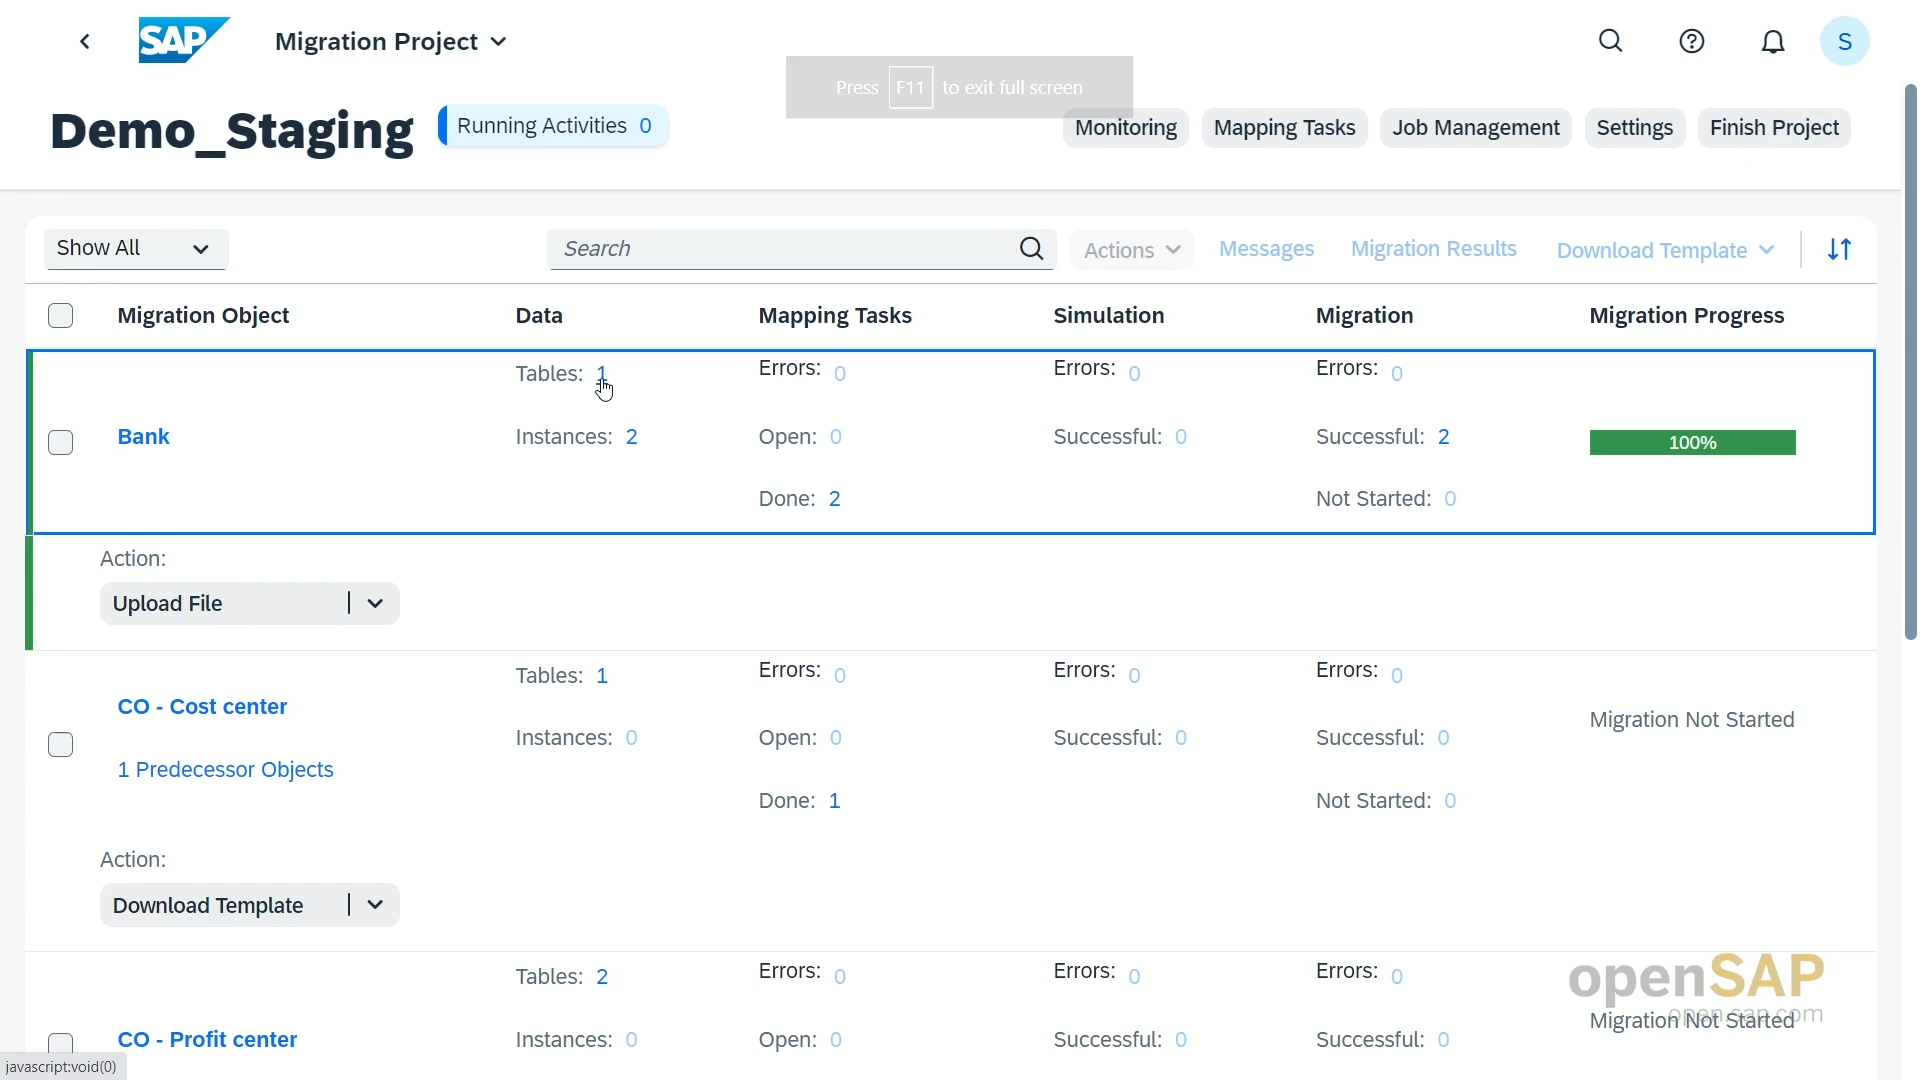 SAP
Migration Project
S
Press F11 to exit full screen
Demo_Staging
Running Activities 0
Monitoring
Mapping Tasks
Job Management
Settings
Finish Project
Show All
Search
Actions
Messages
Migration Results
Download Template
Migration Object
Data
Mapping Tasks
Simulation
Migration
Migration Progress
Bank
Tables: 1
Instances: 2
Errors: 0
Open: 0
Done: 2
Errors: 0
Successful: 0
Errors: 0
Successful: 2
Not Started: 0
100%
Action:
Upload File
CO - Cost center
1 Predecessor Objects
Tables: 1
Instances: 0
Errors: 0
Open: 0
Done: 1
Errors: 0
Successful: 0
Errors: 0
Successful: 0
Not Started: 0
Migration Not Started
Action:
Download Template
CO - Profit center
Tables: 2
Instances: 0
Errors: 0
Open: 0
Errors: 0
Successful: 0
Errors: 0
Successful: 0
Migration Not Started
openSAP
open.sap.com
javascript:void(0)